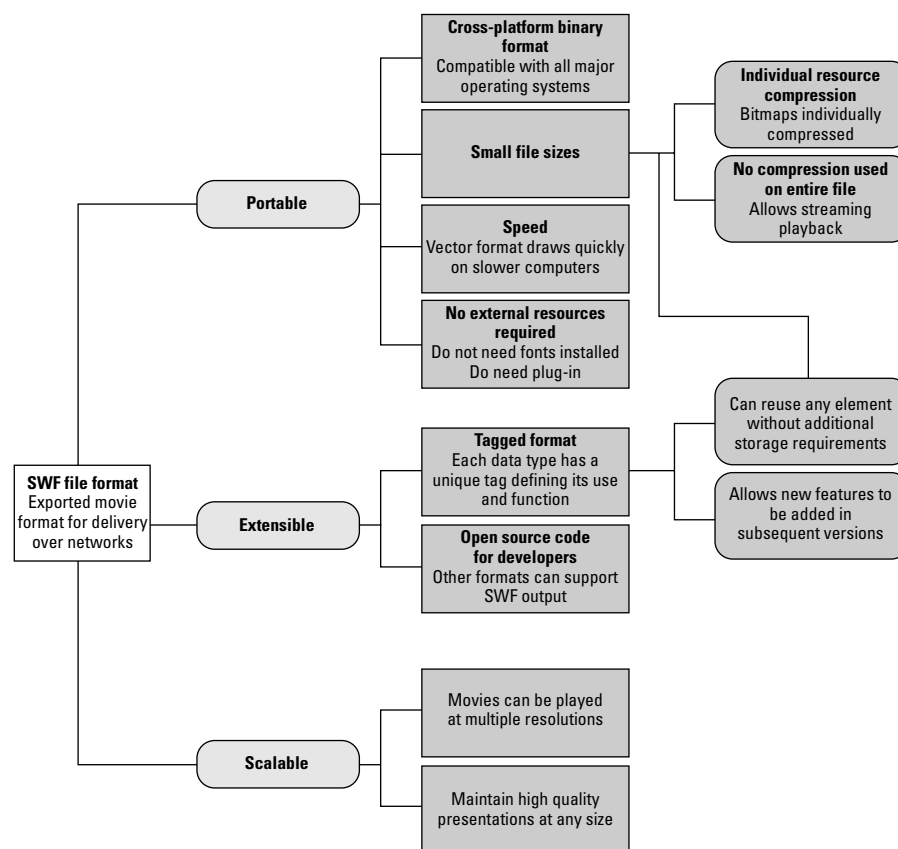 Cross-platform binary
format
Compatible with all major
operating systems
Individual resource
compression
Bitmaps individually
compressed
Small file sizes
No compression used
on entire file
Allows streaming
playback
Portable
Speed
Vector format draws quickly
on slower computers
No external resources
required
Do not need fonts installed
Do need plug-in
Can reuse any element
without additional
storage requirements
Tagged format
Each data type has a
unique tag defining its use
and function
SWF file format
Exported movie
format for delivery
over networks
Extensible
Allows new features to
be added in
subsequent versions
Open source code
for developers
Other formats can support
SWF output
Movies can be played
at multiple resolutions
Scalable
Maintain high quality
presentations at any size